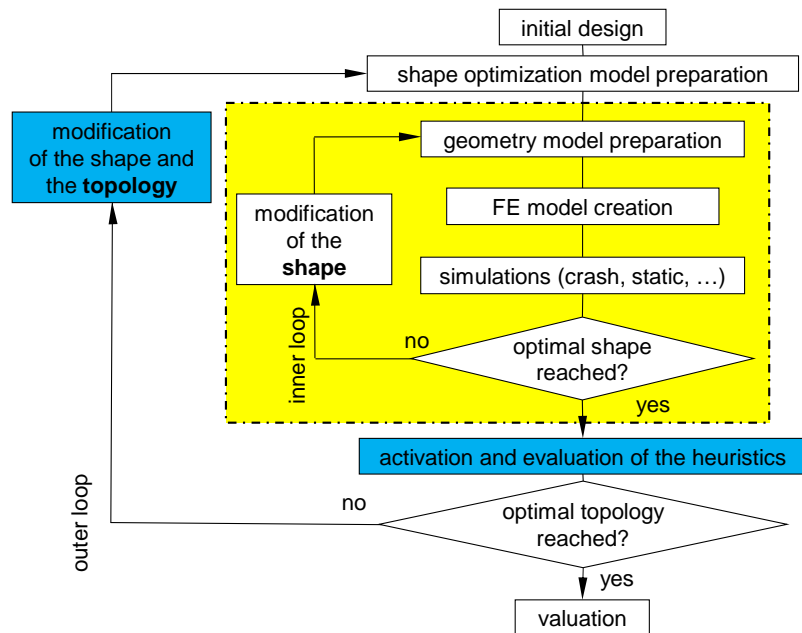 initial design
shape optimization model preparation
modification
of the shape and
the topology
geometry model preparation
modification
of the
shape
FE model creation
simulations (crash, static, …)
inner loop
no
optimal shape
reached?
yes
activation and evaluation of the heuristics
outer loop
no
optimal topology
reached?
yes
valuation